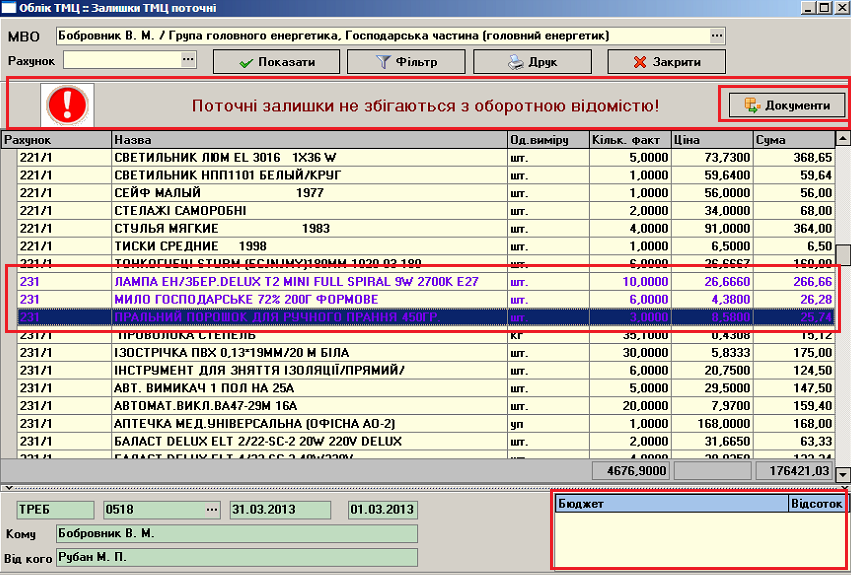 Облік ТМЦ :: Залишки ТМЦ поточні
МВО Бобровник В. М. / Група головного енергетика, Господарська частина (головний енергетик) ...
Рахунок ... Показати Фільтр Друк Закрити
Поточні залишки не збігаються з оборотною відомістю! Документи
Рахунок Назва Од.виміру Кільк. факт Ціна Сума
221/1 СВЕТИЛЬНИК ЛЮМ EL 3016 1X36 W шт. 5,0000 73,7300 368,65
221/1 СВЕТИЛЬНИК НПП1101 БЕЛЫЙ/КРУГ шт. 1,0000 59,6400 59,64
221/1 СЕЙФ МАЛЫЙ 1977 шт. 1,0000 56,0000 56,00
221/1 СТЕЛАЖІ САМОРОБНІ шт. 2,0000 34,0000 68,00
221/1 СТУЛЬЯ МЯГКИЕ 1983 шт. 4,0000 91,0000 364,00
221/1 ТИСКИ СРЕДНИЕ 1998 шт. 1,0000 6,5000 6,50
221/1 ТОНКОГУБЦІ STURM 180ММ 1020-03-180 шт. 6,0000 26,6667 160,00
231 ЛАМПА ЕН/ЗБЕР.DELUX T2 MINI FULL SPIRAL 9W 2700K E27 шт. 10,0000 26,6660 266,66
231 МИЛО ГОСПОДАРСЬКЕ 72% 200Г ФОРМОВЕ шт. 6,0000 4,3800 26,28
231 ПРАЛЬНИЙ ПОРОШОК ДЛЯ РУЧНОГО ПРАННЯ 450ГР. шт. 3,0000 8,5800 25,74
231/1 ПРОВОЛОКА СТЕПЕЛЬ кг 35,1000 0,4308 15,12
231/1 ІЗОСТРІЧКА ПВХ 0,13*19ММ/20 М БІЛА шт. 30,0000 5,8333 175,00
231/1 ІНСТРУМЕНТ ДЛЯ ЗНЯТТЯ ІЗОЛЯЦІЇ/ПРЯМИЙ/ шт. 6,0000 20,7500 124,50
231/1 АВТ. ВИМИКАЧ 1 ПОЛ НА 25А шт. 5,0000 29,5000 147,50
231/1 АВТОМАТ.ВИКЛ.ВА47-29М 16А шт. 20,0000 7,9700 159,40
231/1 АПТЕЧКА МЕД.УНІВЕРСАЛЬНА (ОФІСНА АО-2) уп 1,0000 168,0000 168,00
231/1 БАЛАСТ DELUX ELT 2/22-SC-2 20W 220V DELUX шт. 2,0000 31,6650 63,33
231/1 БАЛАСТ DELUX ELT
4676,9000 176421,03
ТРЕБ 0518 ... 31.03.2013 01.03.2013 Бюджет Відсоток
Кому Бобровник В. М.
Від кого Рубан М. П.